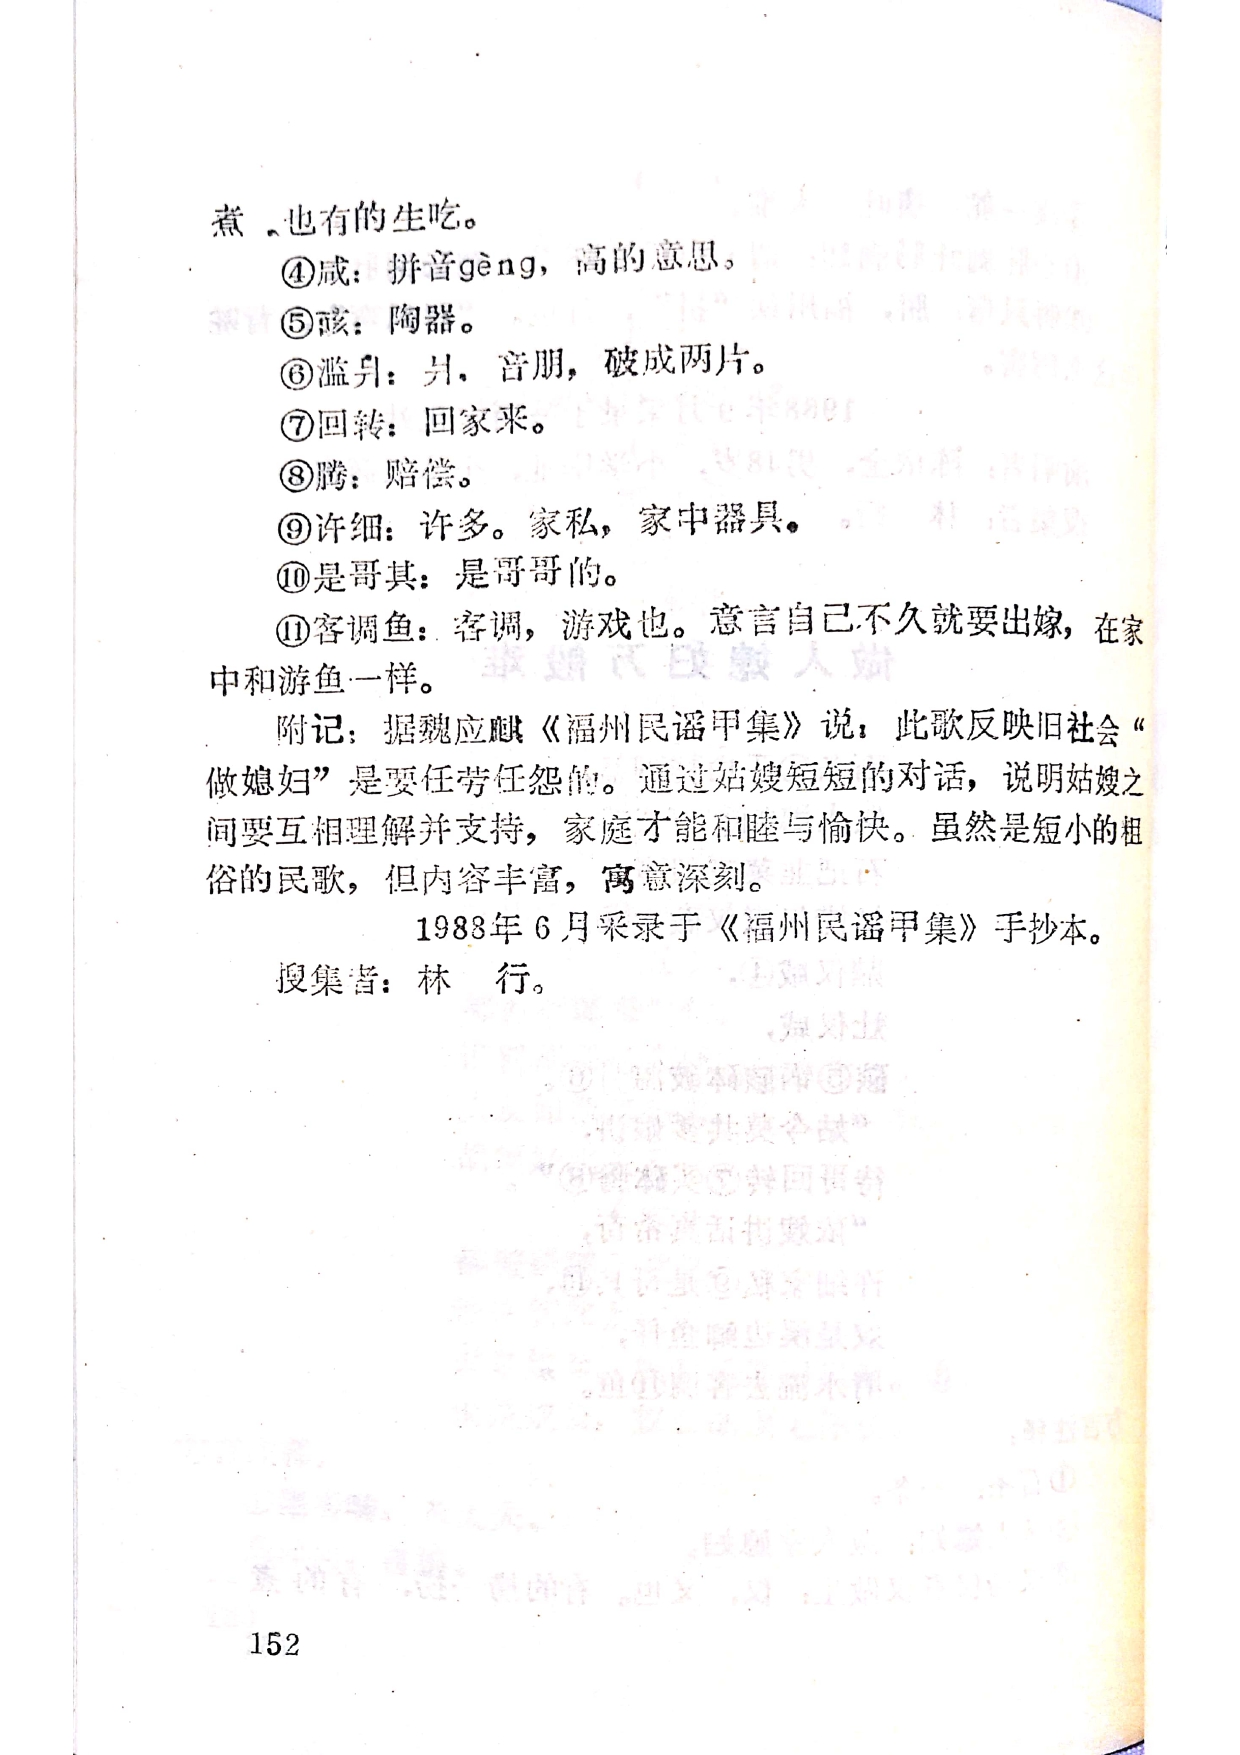 煮、也有的生吃。
④咸：拼音gèng，高的意思。
⑤瓾：陶器。
⑥滥爿：爿，音朋，破成两片。
⑦回转：回家来。
⑧腾：赔偿。
⑨许细：许多。家私，家中器具。
⑩是哥其：是哥哥的。
⑪客调鱼：客调，游戏也。意言自己不久就要出嫁，在家
中和游鱼一样。
附记：据魏应麒《福州民谣甲集》说：此歌反映旧社会“
做媳妇”是要任劳任怨的。通过姑嫂短短的对话，说明姑嫂之
间要互相理解并支持，家庭才能和睦与愉快。虽然是短小的粗
俗的民歌，但内容丰富，寓意深刻。
1988年6月采录于《福州民谣甲集》手抄本。
搜集者：林　行。
152